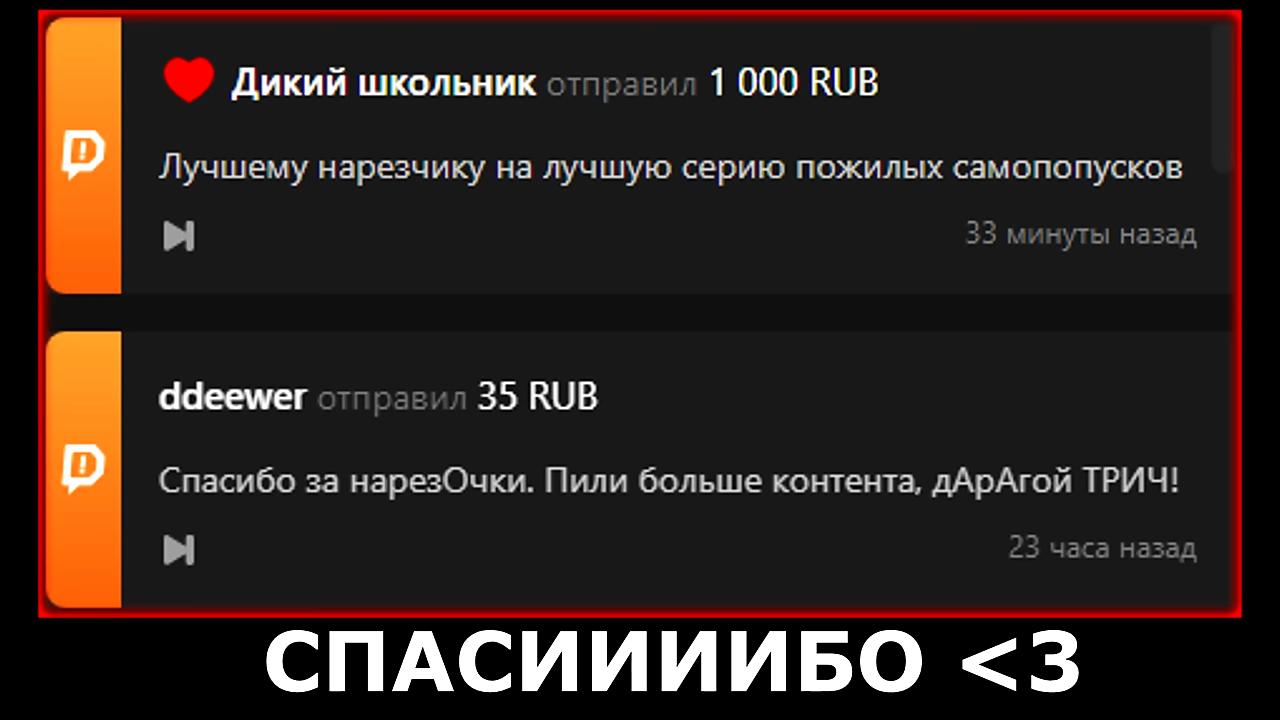 Дикий школьник отправил 1 000 RUB
Лучшему нарезчику на лучшую серию пожилых самопопусков
33 минуты назад
ddeewer отправил 35 RUB
Спасибо за нарезОчки. Пили больше контента, дАрАгой ТРИЧ!
23 часа назад
СПАСИИИИБО <3